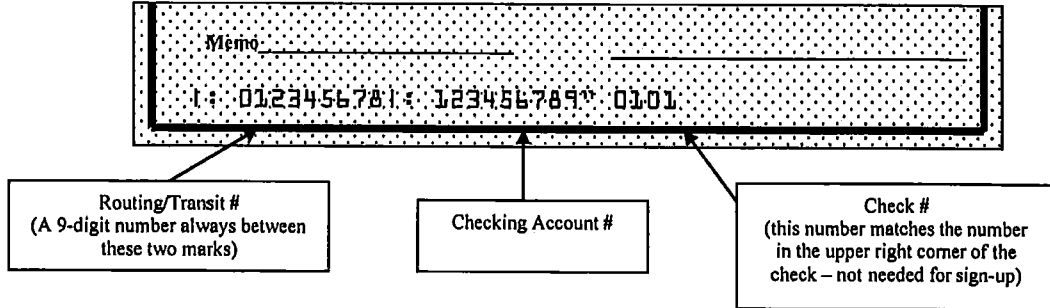 Memo
|: 012345678|: 123456789" 0101
Routing/Transit #
(A 9-digit number always between
these two marks)
Checking Account #
Check #
(this number matches the number
in the upper right corner of the
check – not needed for sign-up)